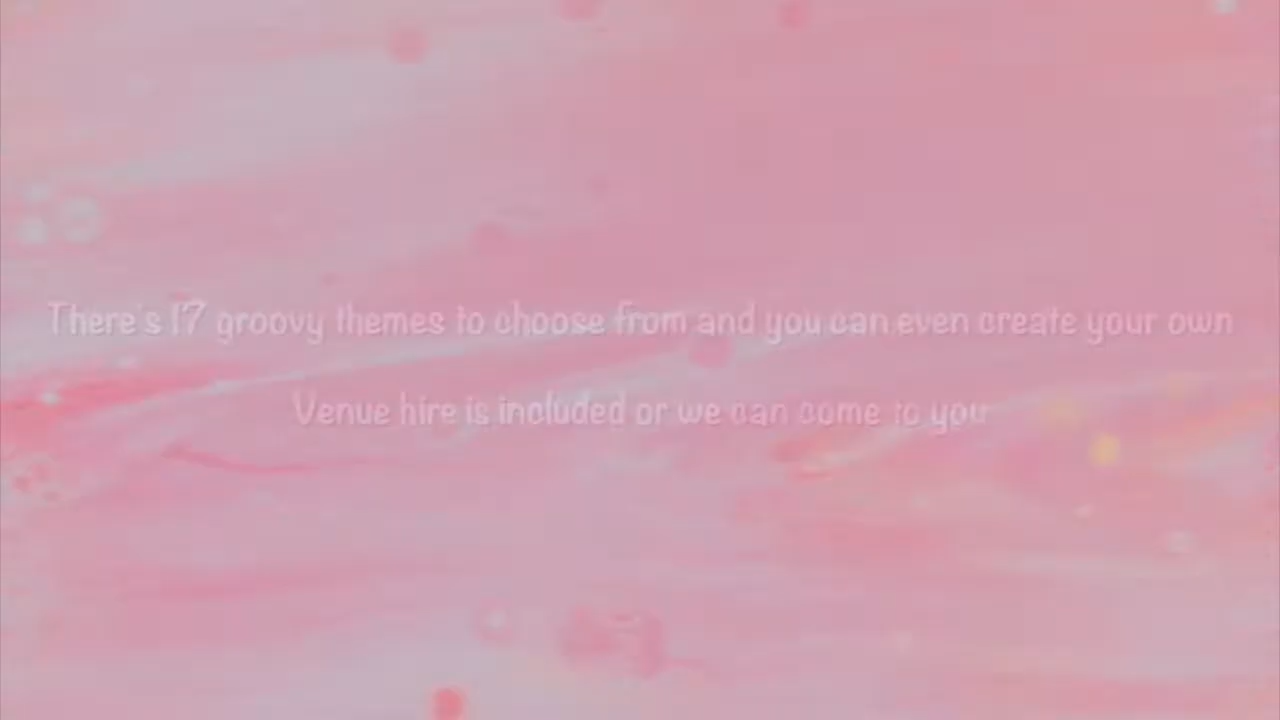 There's 17 groovy themes to choose from and you can even create your own
Venue hire is included or we can come to you